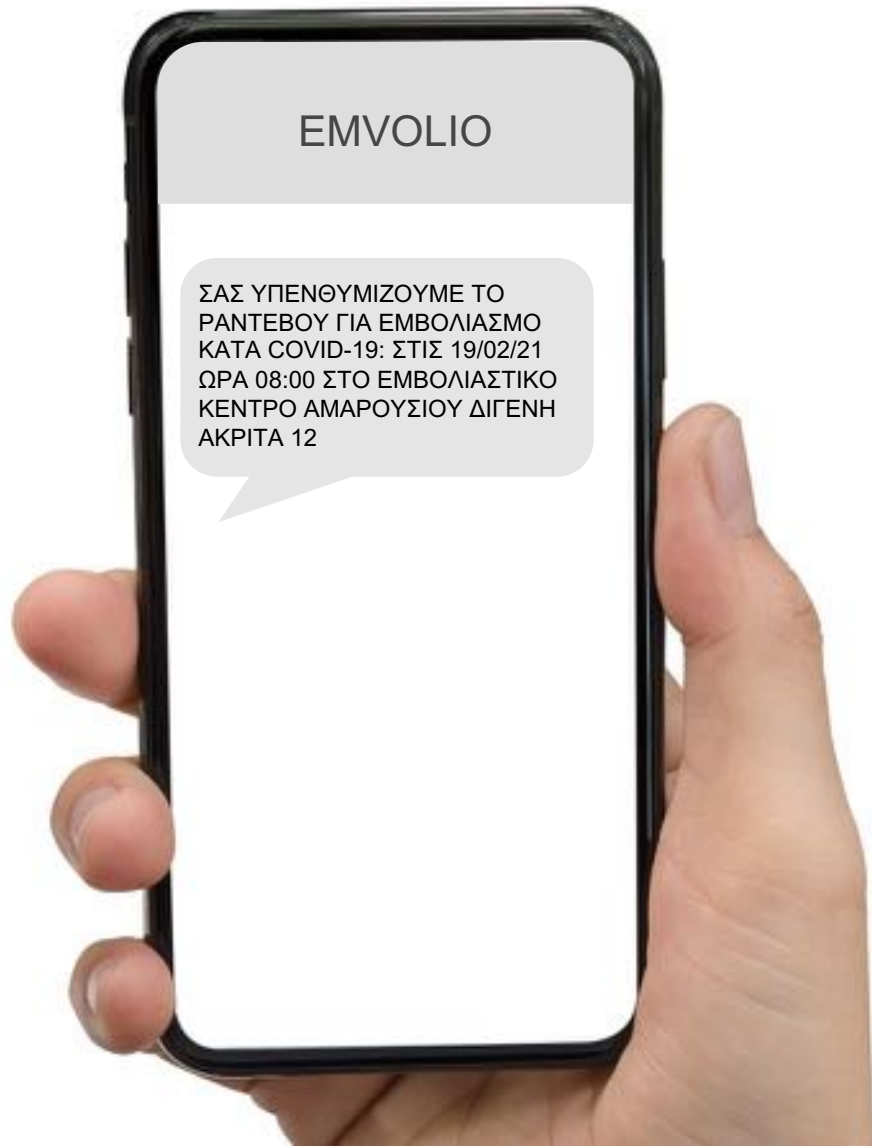 EMVOLIO
ΣΑΣ ΥΠΕΝΘΥΜΙΖΟΥΜΕ ΤΟ
ΡΑΝΤΕΒΟΥ ΓΙΑ ΕΜΒΟΛΙΑΣΜΟ
ΚΑΤΑ COVID-19: ΣΤΙΣ 19/02/21
ΩΡΑ 08:00 ΣΤΟ ΕΜΒΟΛΙΑΣΤΙΚΟ
ΚΕΝΤΡΟ ΑΜΑΡΟΥΣΙΟΥ ΔΙΓΕΝΗ
ΑΚΡΙΤΑ 12